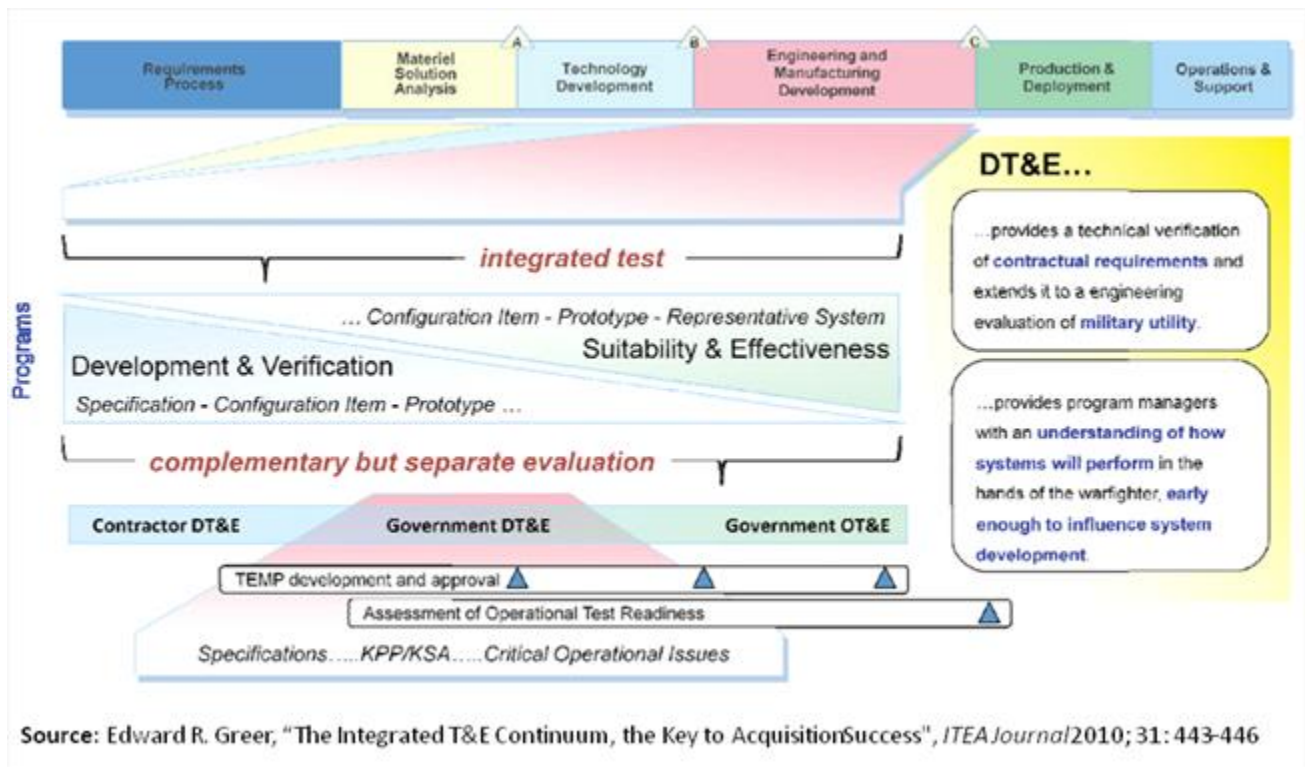 A
B
C
Requirements
Process
Materiel
Solution
Analysis
Technology
Development
Engineering and
Manufacturing
Development
Production &
Deployment
Operations &
Support
Programs
integrated test
... Configuration Item - Prototype - Representative System
Suitability & Effectiveness
Development & Verification
Specification - Configuration Item - Prototype ...
complementary but separate evaluation
Contractor DT&E
Government DT&E
Government OT&E
TEMP development and approval
Assessment of Operational Test Readiness
Specifications.....KPP/KSA.....Critical Operational Issues
DT&E...
...provides a technical verification
of contractual requirements and
extends it to a engineering
evaluation of military utility.
...provides program managers
with an understanding of how
systems will perform in the
hands of the warfighter, early
enough to influence system
development.
Source: Edward R. Greer, "The Integrated T&E Continuum, the Key to AcquisitionSuccess", ITEA Journal 2010; 31: 443-446